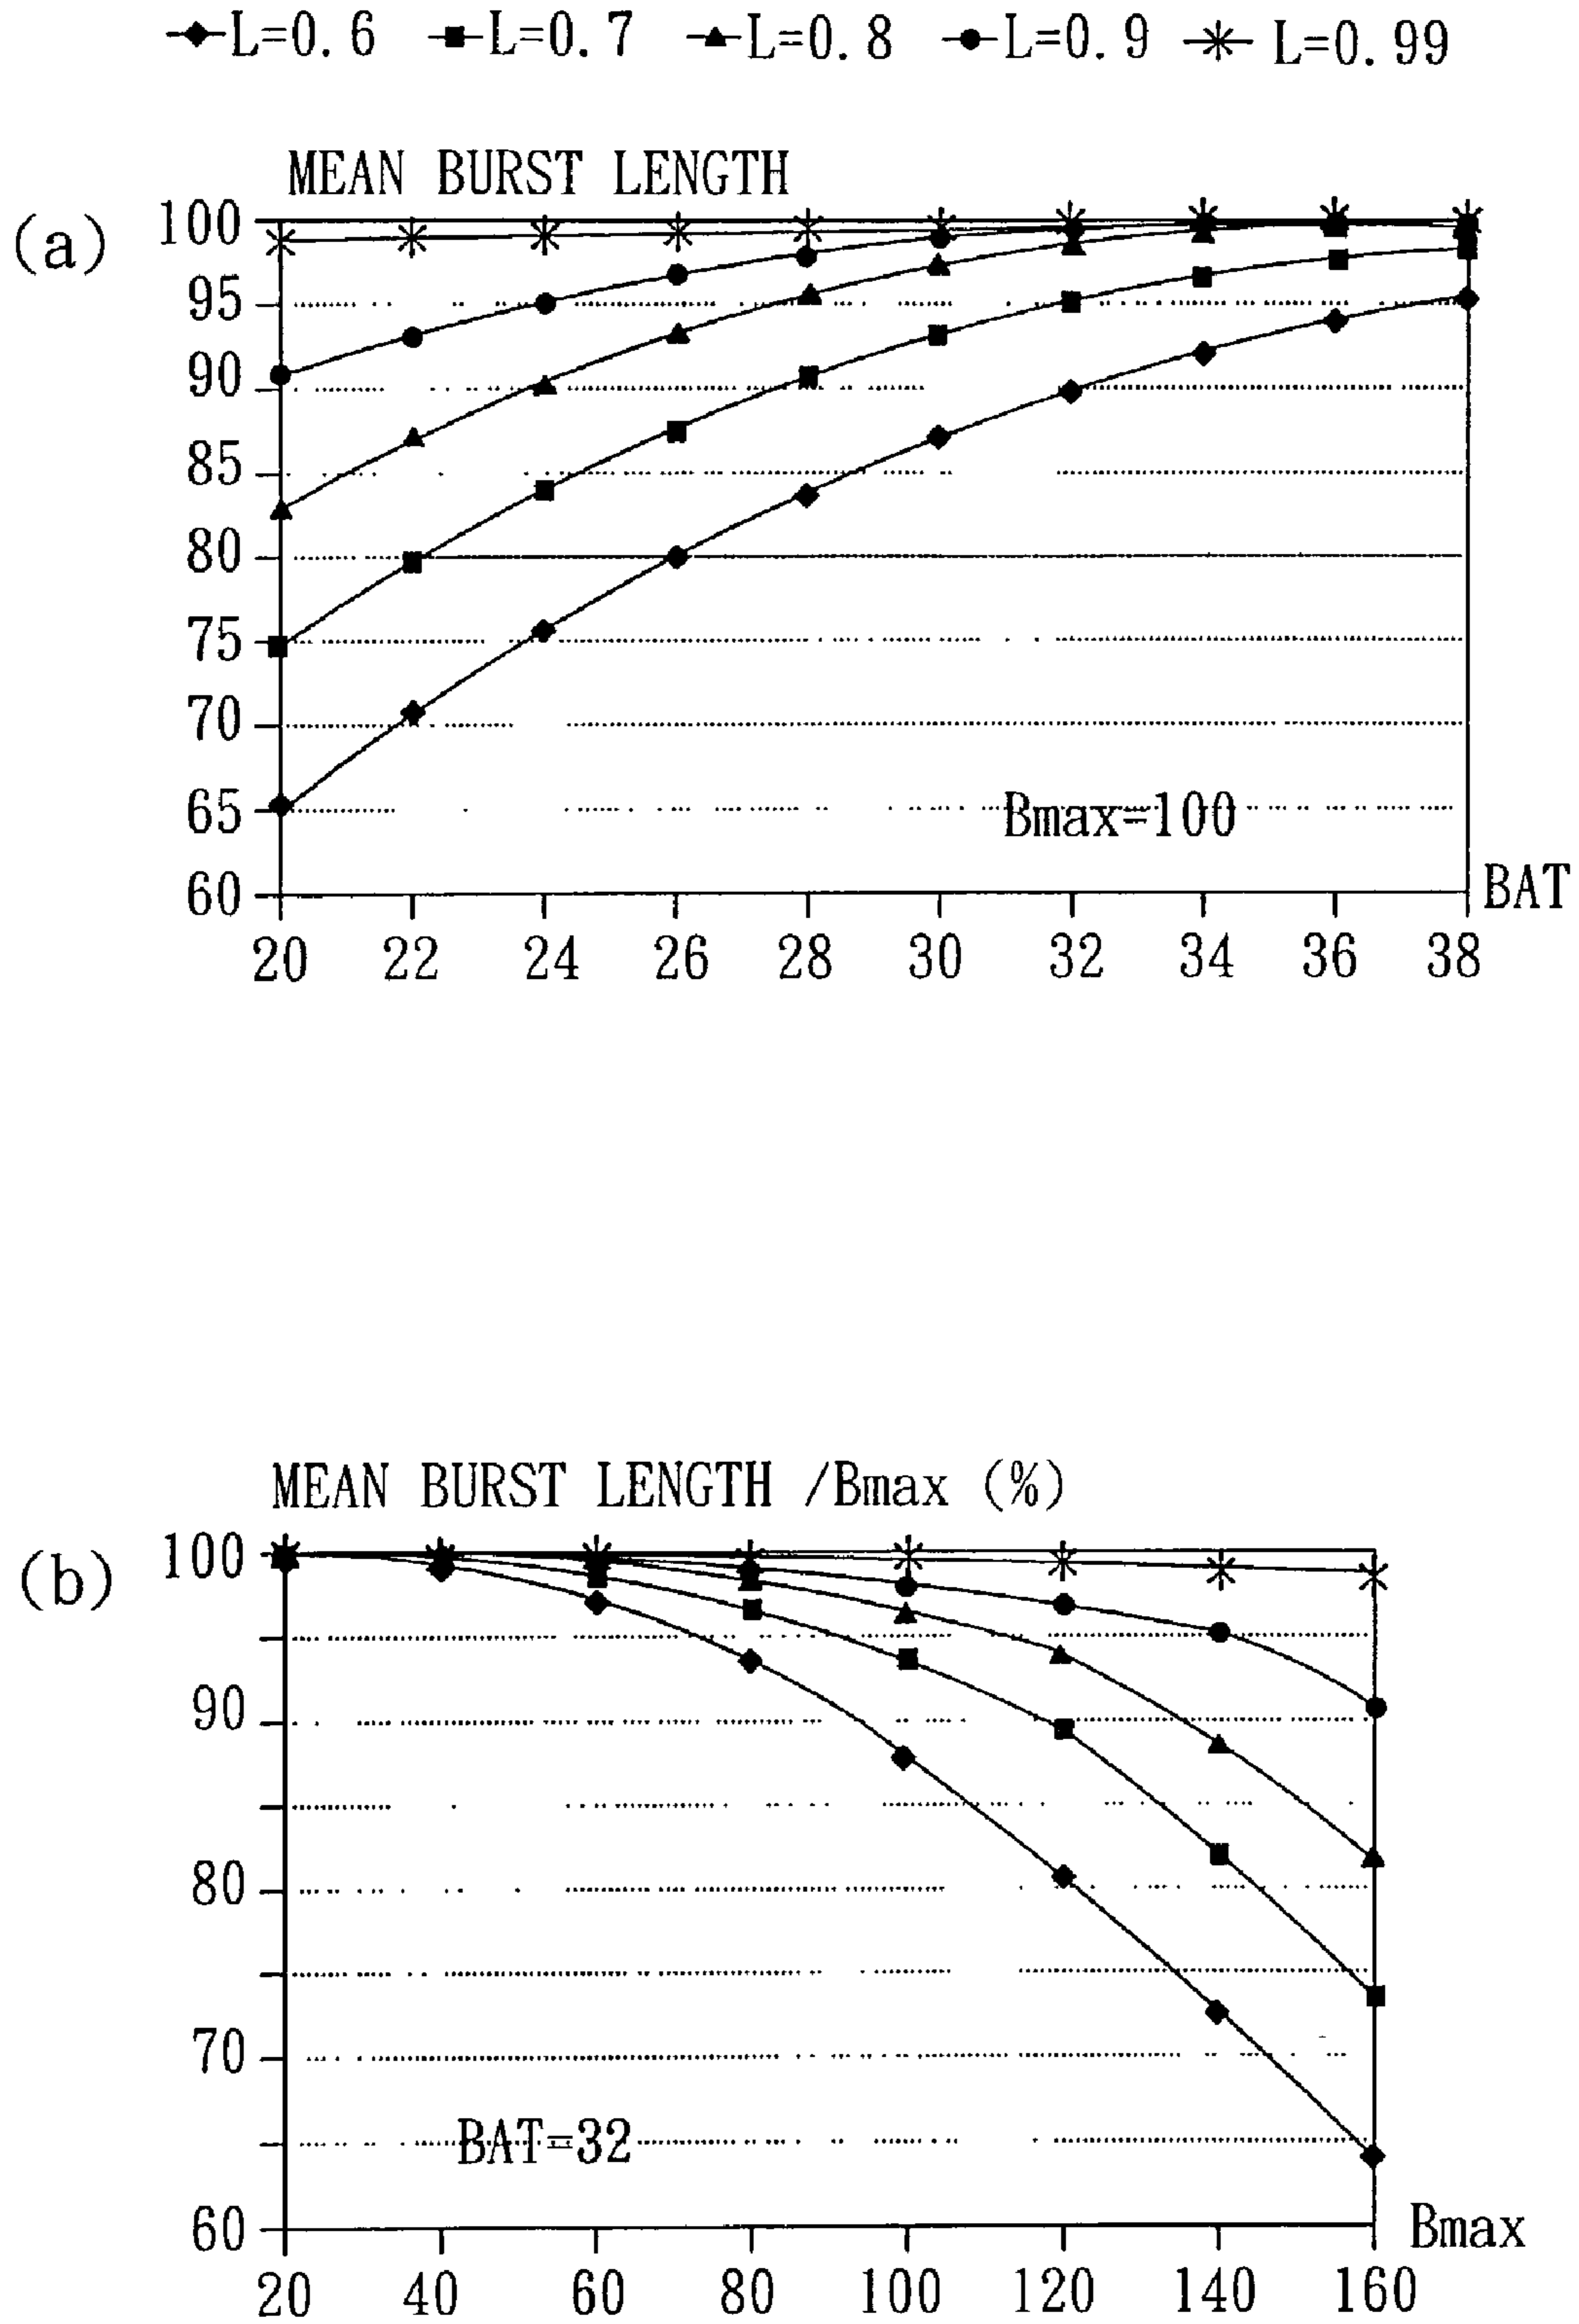 L=0.6 L=0.7 L=0.8 L=0.9 L=0.99
(a)
MEAN BURST LENGTH
100
95
90
85
80
75
70
65
60
Bmax=100
BAT
20 22 24 26 28 30 32 34 36 38
(b)
MEAN BURST LENGTH /Bmax (%)
100
90
80
70
60
BAT=32
Bmax
20 40 60 80 100 120 140 160